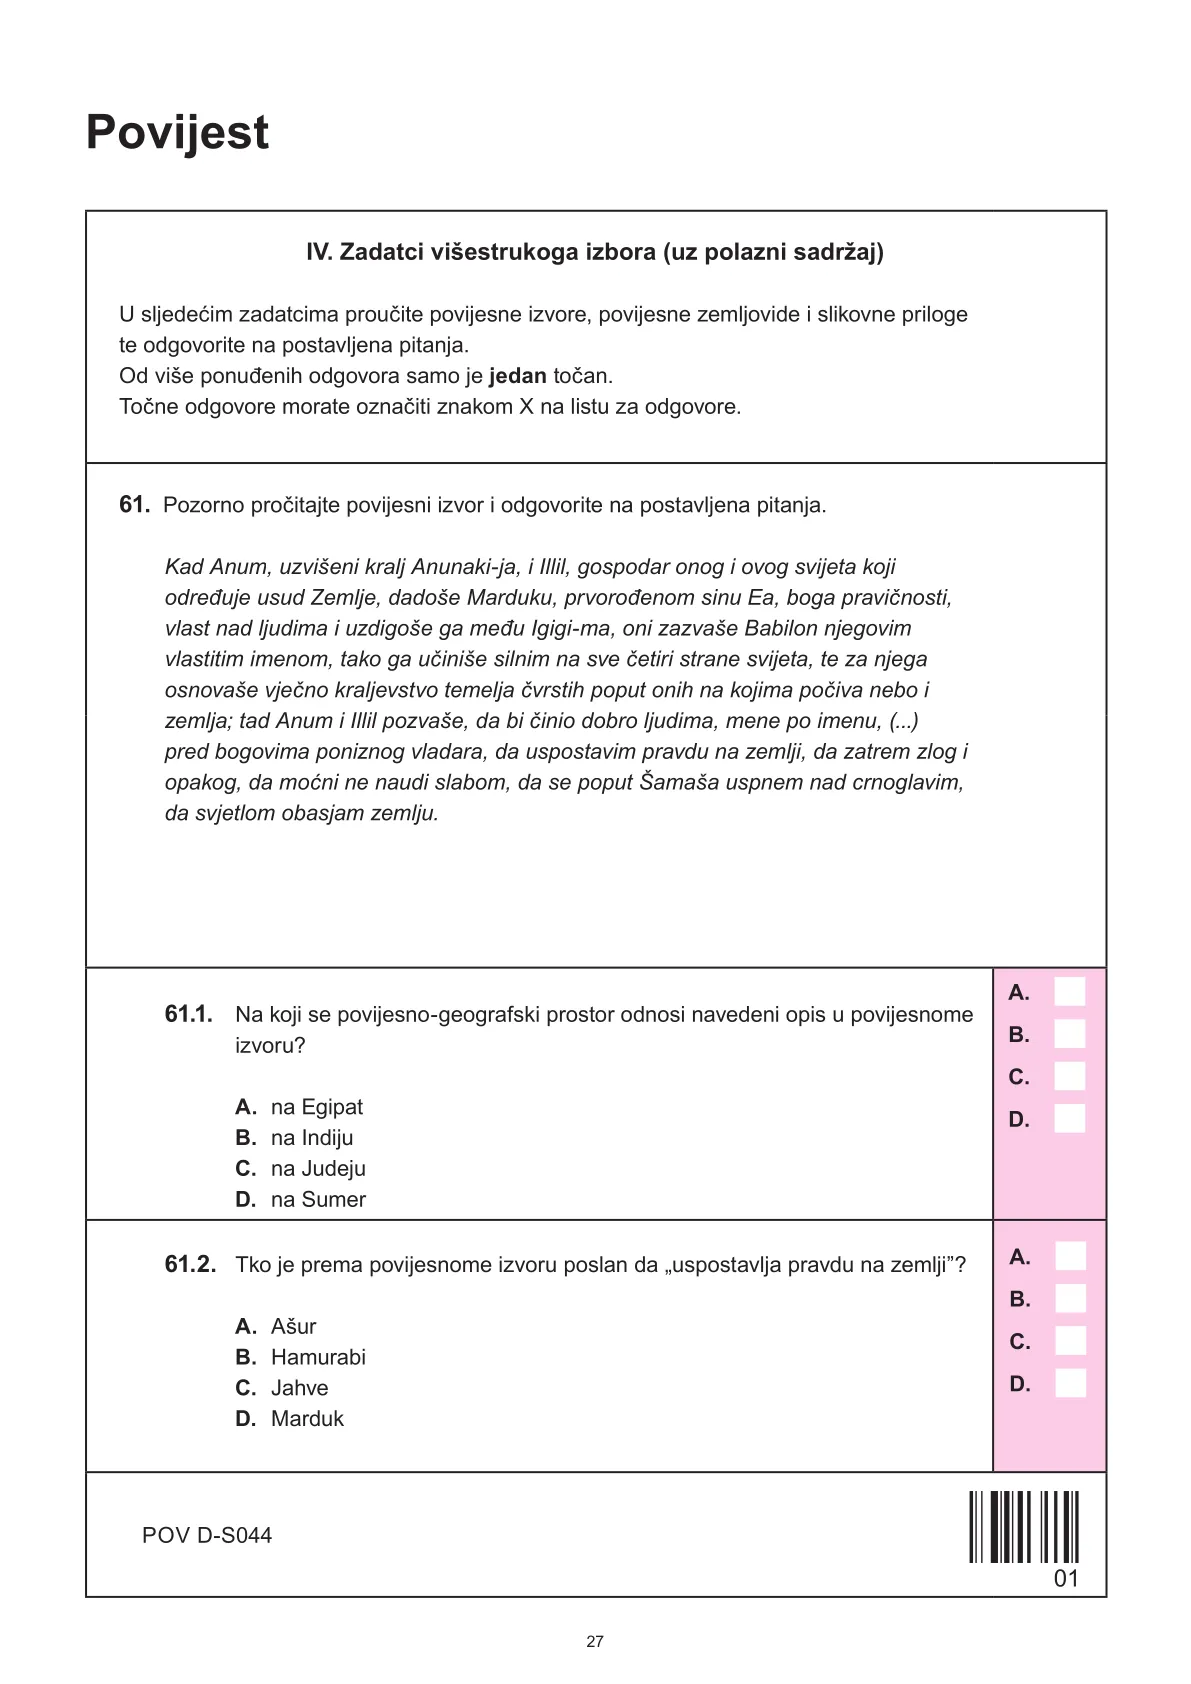 Povijest
IV. Zadatci višestrukoga izbora (uz polazni sadržaj)
U sljedećim zadatcima proučite povijesne izvore, povijesne zemljovide i slikovne priloge
te odgovorite na postavljena pitanja.
Od više ponuđenih odgovora samo je jedan točan.
Točne odgovore morate označiti znakom X na listu za odgovore.
61. Pozorno pročitajte povijesni izvor i odgovorite na postavljena pitanja.
Kad Anum, uzvišeni kralj Anunaki-ja, i Illil, gospodar onog i ovog svijeta koji
određuje usud Zemlje, dadoše Marduku, prvorođenom sinu Ea, boga pravičnosti,
vlast nad ljudima i uzdigoše ga među Igigi-ma, oni zazvaše Babilon njegovim
vlastitim imenom, tako ga učiniše silnim na sve četiri strane svijeta, te za njega
osnovaše vječno kraljevstvo temelja čvrstih poput onih na kojima počiva nebo i
zemlja; tad Anum i Illil pozvaše, da bi činio dobro ljudima, mene po imenu, (...)
pred bogovima poniznog vladara, da uspostavim pravdu na zemlji, da zatrem zlog i
opakog, da moćni ne naudi slabom, da se poput Šamaša uspnem nad crnoglavim,
da svjetlom obasjam zemlju.
61.1. Na koji se povijesno-geografski prostor odnosi navedeni opis u povijesnome
izvoru?
A. na Egipat
B. na Indiju
C. na Judeju
D. na Sumer
A.
B.
C.
D.
61.2. Tko je prema povijesnome izvoru poslan da „uspostavlja pravdu na zemlji”?
A. Ašur
B. Hamurabi
C. Jahve
D. Marduk
A.
B.
C.
D.
POV D-S044
01
27